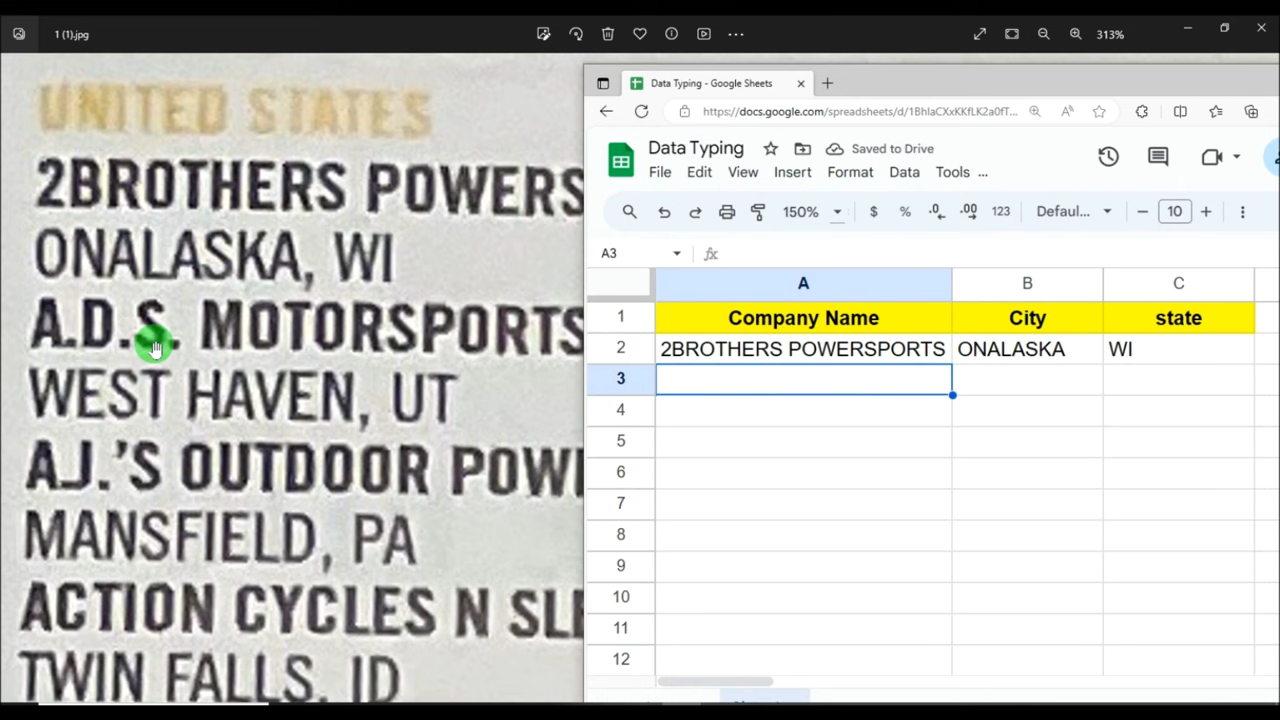 1 (1).jpg
313%
UNITED STATES
2BROTHERS POWERS
ONALASKA, WI
A.D.S. MOTORSPORTS
WEST HAVEN, UT
A.J.'S OUTDOOR POW
MANSFIELD, PA
ACTION CYCLES N SLE
TWIN FALLS, ID
Data Typing - Google Sheets
https://docs.google.com/spreadsheets/d/1BhlaCXxKKfLK2a0fT...
Data Typing
Saved to Drive
File Edit View Insert Format Data Tools ...
150% $ % .0 .00 123 Defaul... 10
A3 fx
A B C
1 Company Name City state
2 2BROTHERS POWERSPORTS ONALASKA WI
3
4
5
6
7
8
9
10
11
12